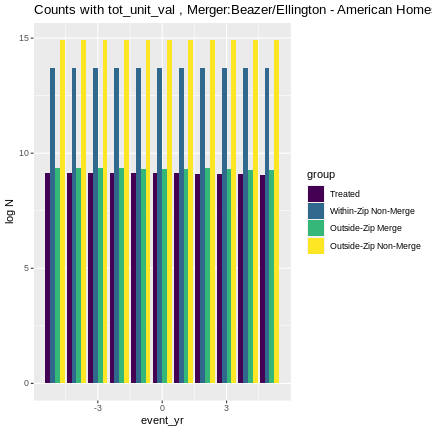 Counts with tot_unit_val , Merger:Beazer/Ellington - American Homes
15
10
5
0
log N
-3
0
3
event_yr
group
Treated
Within-Zip Non-Merge
Outside-Zip Merge
Outside-Zip Non-Merge